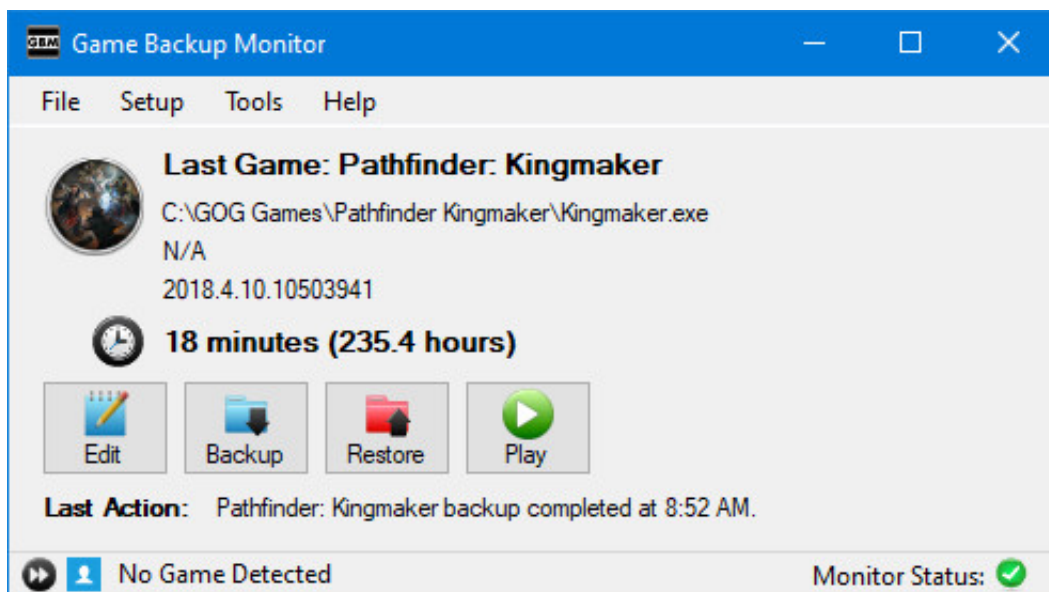 GBM Game Backup Monitor
File Setup Tools Help
Last Game: Pathfinder: Kingmaker
C:\GOG Games\Pathfinder Kingmaker\Kingmaker.exe
N/A
2018.4.10.10503941
18 minutes (235.4 hours)
Edit Backup Restore Play
Last Action: Pathfinder: Kingmaker backup completed at 8:52 AM.
No Game Detected Monitor Status: